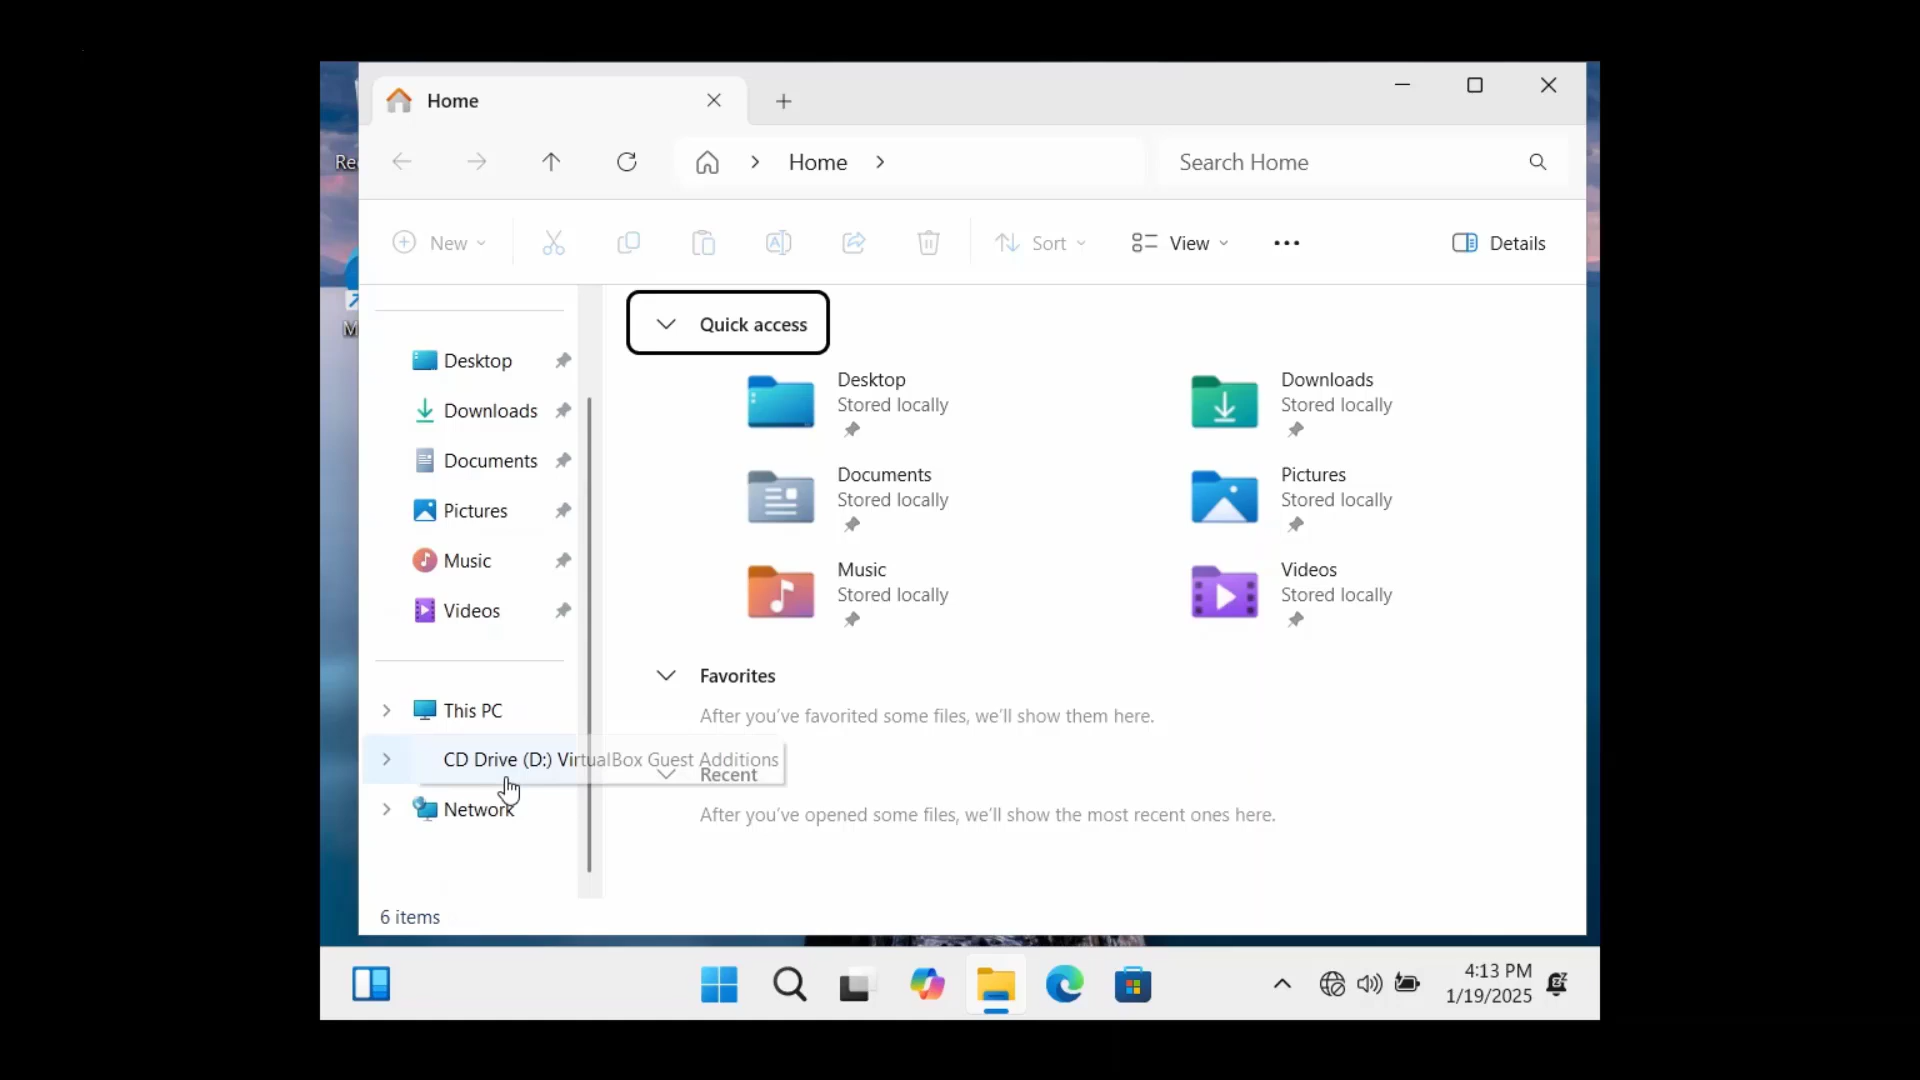 Home
Home
Search Home
New
Sort
View
Details
Re
M
Desktop
Downloads
Documents
Pictures
Music
Videos
This PC
CD Drive (D:) VirtualBox Guest Additions
Network
Quick access
Desktop
Stored locally
Downloads
Stored locally
Documents
Stored locally
Pictures
Stored locally
Music
Stored locally
Videos
Stored locally
Favorites
After you've favorited some files, we'll show them here.
Recent
After you've opened some files, we'll show the most recent ones here.
6 items
4:13 PM
1/19/2025